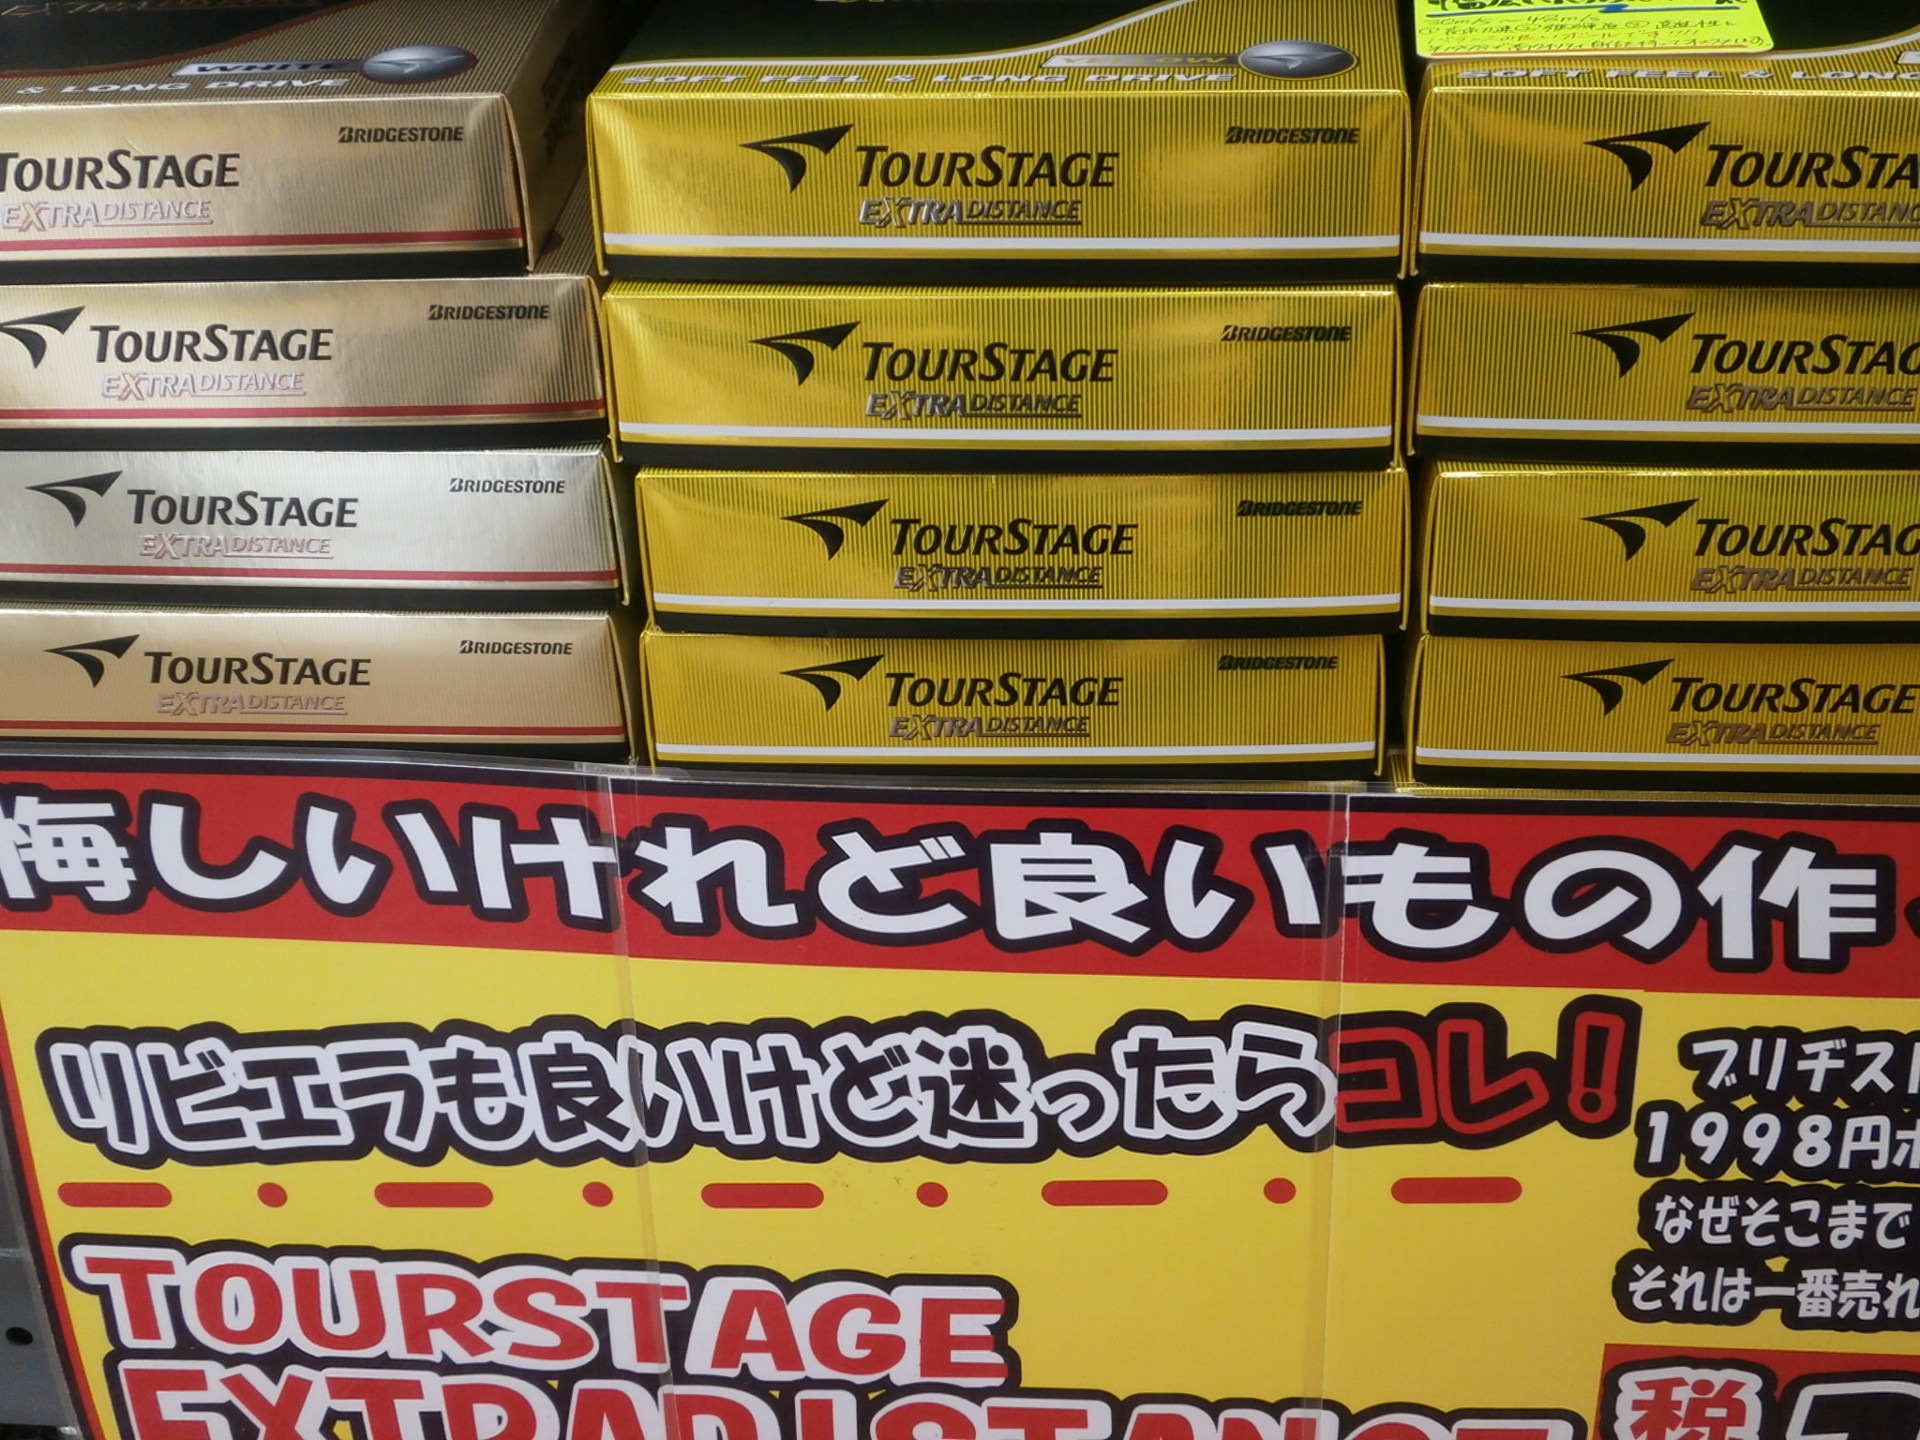 WHITE
& LONG DRIVE
BRIDGESTONE
TOURSTAGE
EXTRA DISTANCE
BRIDGESTONE
TOURSTAGE
EXTRA DISTANCE
BRIDGESTONE
TOURSTAGE
EXTRA DISTANCE
BRIDGESTONE
TOURSTAGE
EXTRA DISTANCE
YELLOW
SOFT FEEL & LONG DRIVE
BRIDGESTONE
TOURSTAGE
EXTRA DISTANCE
BRIDGESTONE
TOURSTAGE
EXTRA DISTANCE
BRIDGESTONE
TOURSTAGE
EXTRA DISTANCE
BRIDGESTONE
TOURSTAGE
EXTRA DISTANCE
30m/s〜48m/s
SOFT FEEL & LONG
TOURSTA
EXTRA DISTANC
TOURSTAG
EXTRA DISTANCE
TOURSTAG
EXTRA DISTANCE
TOURSTAGE
EXTRA DISTANCE
悔しいけれど良いもの作
リビエラも良いけど迷ったらコレ!
TOURSTAGE
EXTRADISTANCE
ブリヂスト
1998円ボ
なぜそこまで
それは一番売れ
税